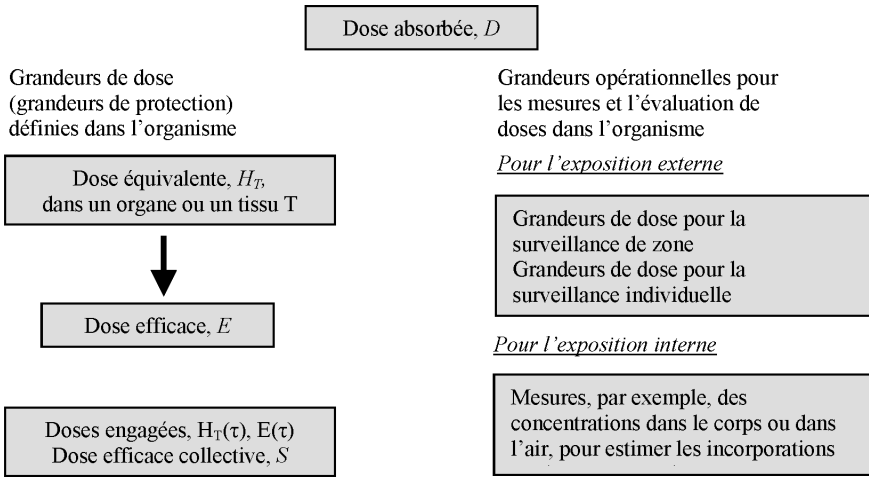 Dose absorbée, D
Grandeurs de dose
(grandeurs de protection)
définies dans l'organisme
Dose équivalente, H_T,
dans un organe ou un tissu T
Dose efficace, E
Doses engagées, H_T(τ), E(τ)
Dose efficace collective, S
Grandeurs opérationnelles pour
les mesures et l'évaluation de
doses dans l'organisme
Pour l'exposition externe
Grandeurs de dose pour la
surveillance de zone
Grandeurs de dose pour la
surveillance individuelle
Pour l'exposition interne
Mesures, par exemple, des
concentrations dans le corps ou dans
l'air, pour estimer les incorporations